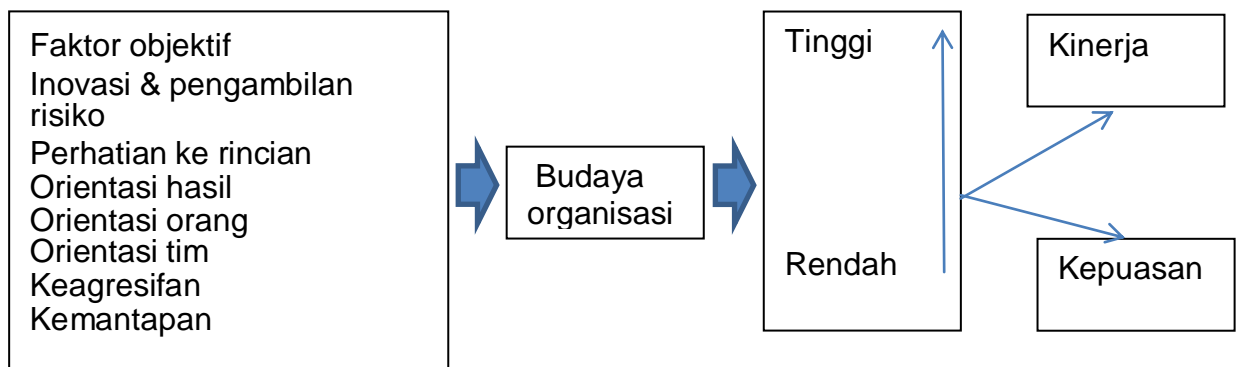 Faktor objektif
Inovasi & pengambilan
risiko
Perhatian ke rincian
Orientasi hasil
Orientasi orang
Orientasi tim
Keagresifan
Kemantapan
Budaya
organisasi
Tinggi
Rendah
Kinerja
Kepuasan